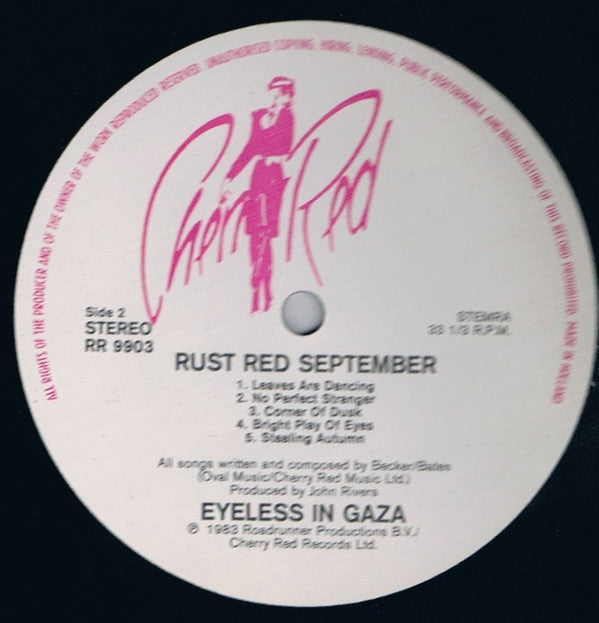 ALL RIGHTS OF THE PRODUCER AND OF THE OWNER OF THE WORK REPRODUCED RESERVED. UNAUTHORISED COPYING, HIRING, LENDING, PUBLIC PERFORMANCE AND BROADCASTING OF THIS RECORD PROHIBITED. MADE IN HOLLAND
Cherry Red
Side 2
STEREO
RR 9903
STEMRA
33 1/3 R.P.M.
RUST RED SEPTEMBER
1. Leaves Are Dancing
2. No Perfect Stranger
3. Corner Of Dusk
4. Bright Play Of Eyes
5. Stealing Autumn
All songs written and composed by Becker/Bates
(Oval Music/Cherry Red Music Ltd.)
Produced by John Rivers
EYELESS IN GAZA
℗ 1983 Roadrunner Productions B.V./
Cherry Red Records Ltd.